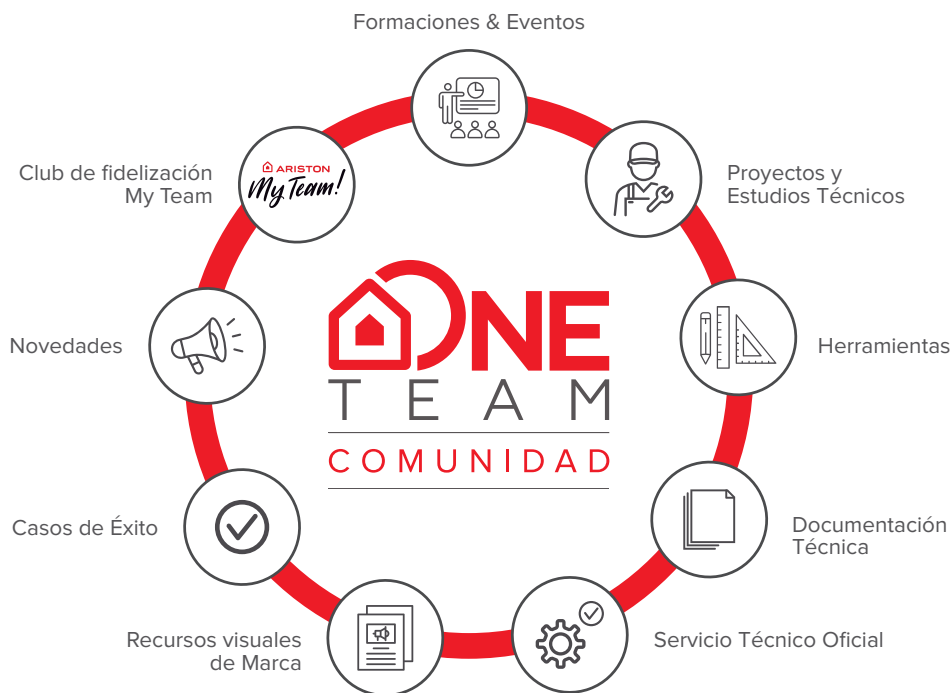 Formaciones & Eventos
Club de fidelización
My Team
ARISTON
My Team!
Proyectos y
Estudios Técnicos
Novedades
ONE
TEAM
COMUNIDAD
Herramientas
Casos de Éxito
Documentación
Técnica
Recursos visuales
de Marca
Servicio Técnico Oficial